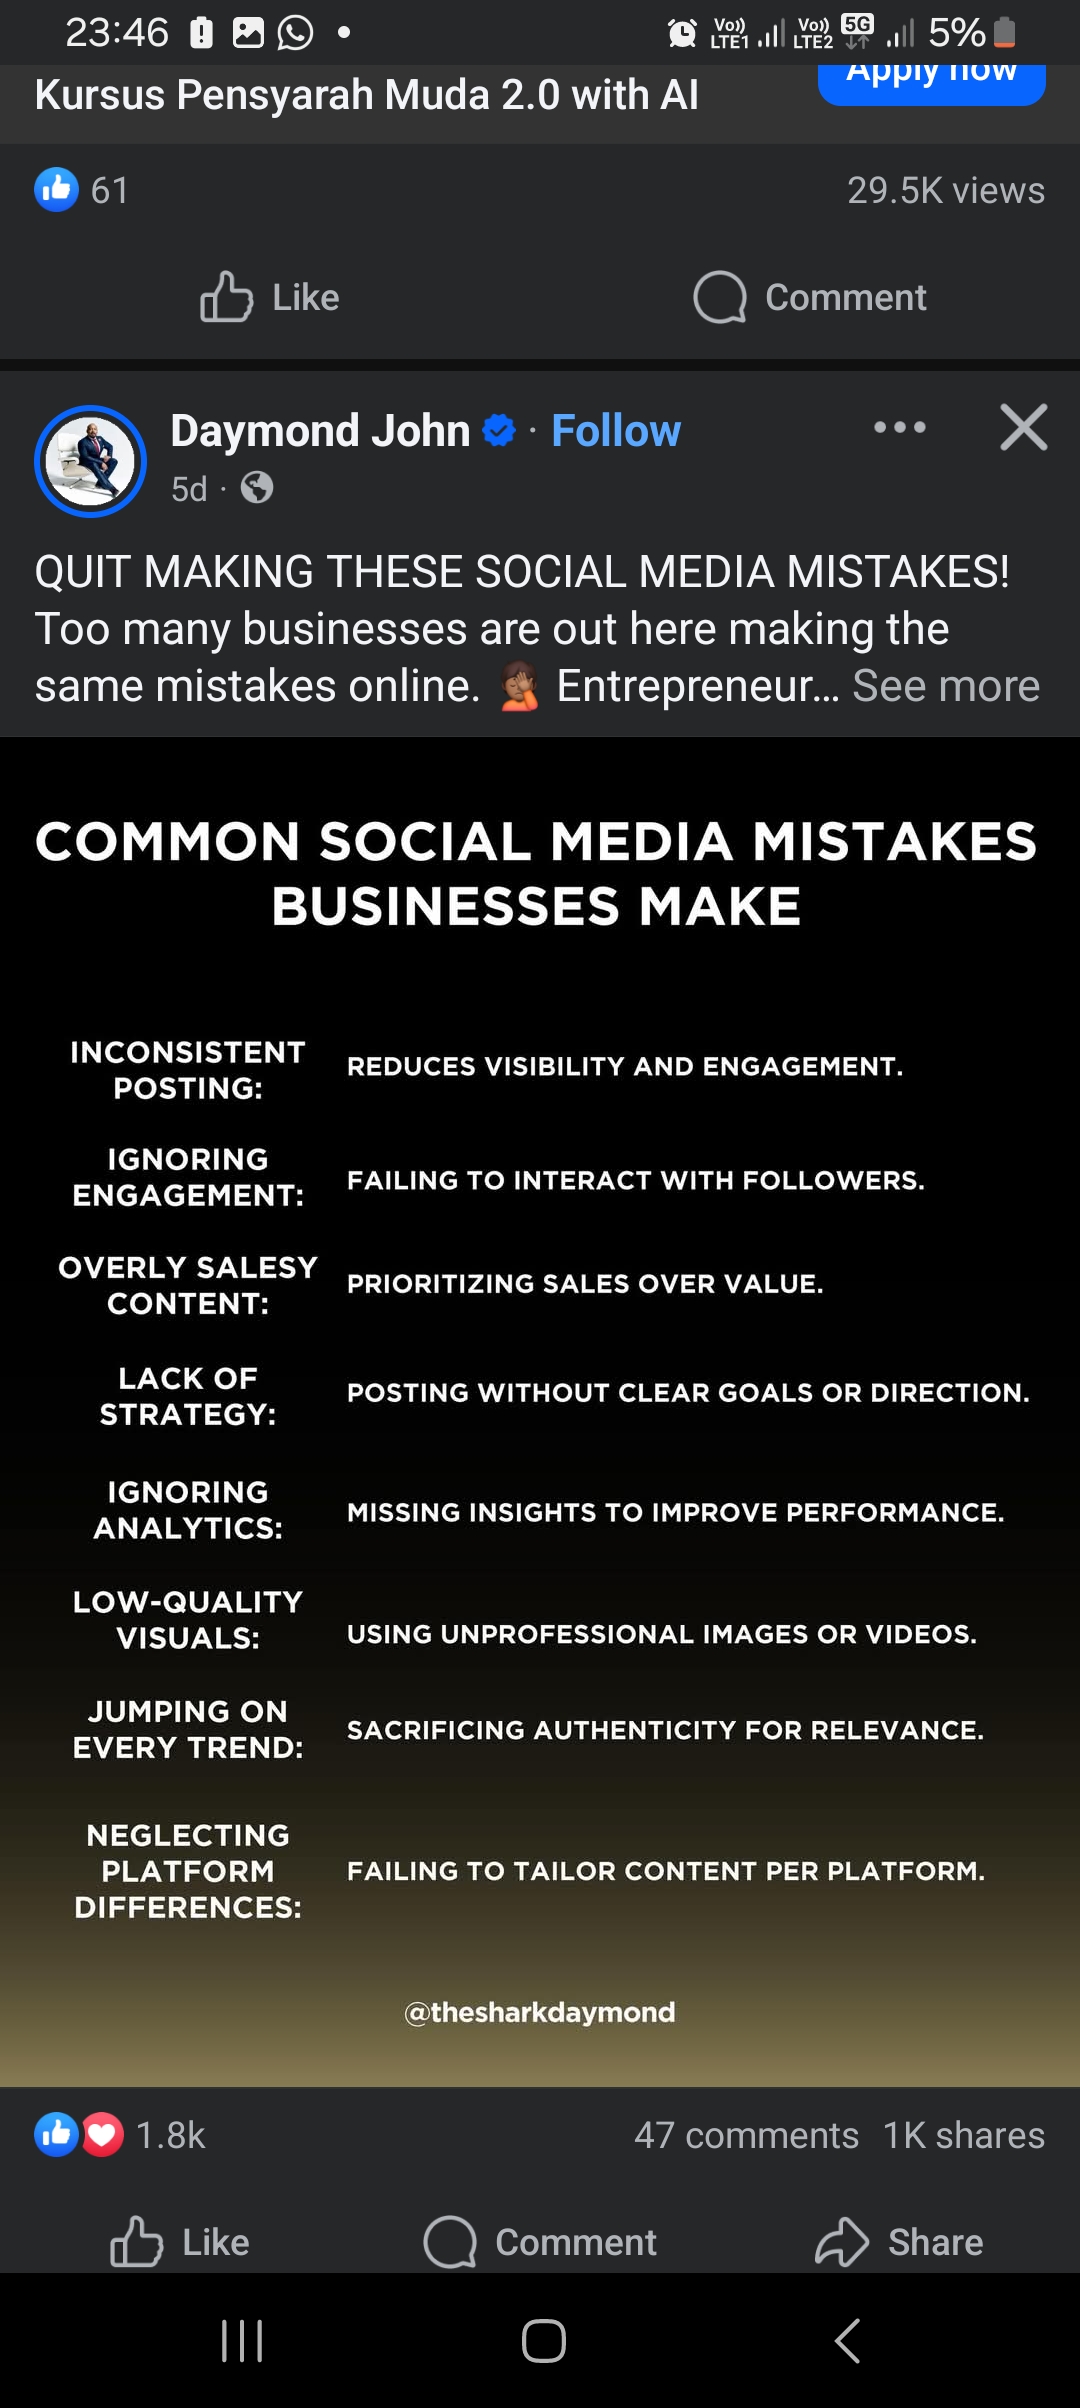 23:46 Vo)) LTE1 Vo)) LTE2 5G 5%
Kursus Pensyarah Muda 2.0 with AI Apply now
61 29.5K views
Like Comment
Daymond John · Follow
5d ·
QUIT MAKING THESE SOCIAL MEDIA MISTAKES!
Too many businesses are out here making the
same mistakes online. 🤦🏾 Entrepreneur... See more
COMMON SOCIAL MEDIA MISTAKES
BUSINESSES MAKE
INCONSISTENT
POSTING:
REDUCES VISIBILITY AND ENGAGEMENT.
IGNORING
ENGAGEMENT:
FAILING TO INTERACT WITH FOLLOWERS.
OVERLY SALESY
CONTENT:
PRIORITIZING SALES OVER VALUE.
LACK OF
STRATEGY:
POSTING WITHOUT CLEAR GOALS OR DIRECTION.
IGNORING
ANALYTICS:
MISSING INSIGHTS TO IMPROVE PERFORMANCE.
LOW-QUALITY
VISUALS:
USING UNPROFESSIONAL IMAGES OR VIDEOS.
JUMPING ON
EVERY TREND:
SACRIFICING AUTHENTICITY FOR RELEVANCE.
NEGLECTING
PLATFORM
DIFFERENCES:
FAILING TO TAILOR CONTENT PER PLATFORM.
@thesharkdaymond
1.8k 47 comments 1K shares
Like Comment Share